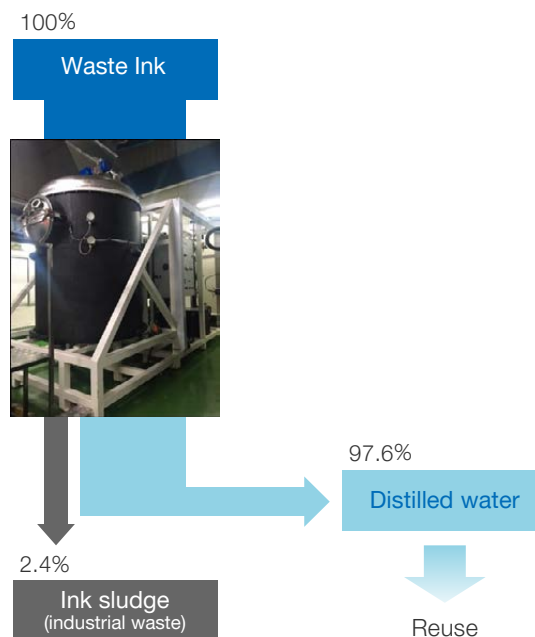 100%
Waste Ink
97.6%
Distilled water
2.4%
Ink sludge
(industrial waste)
Reuse